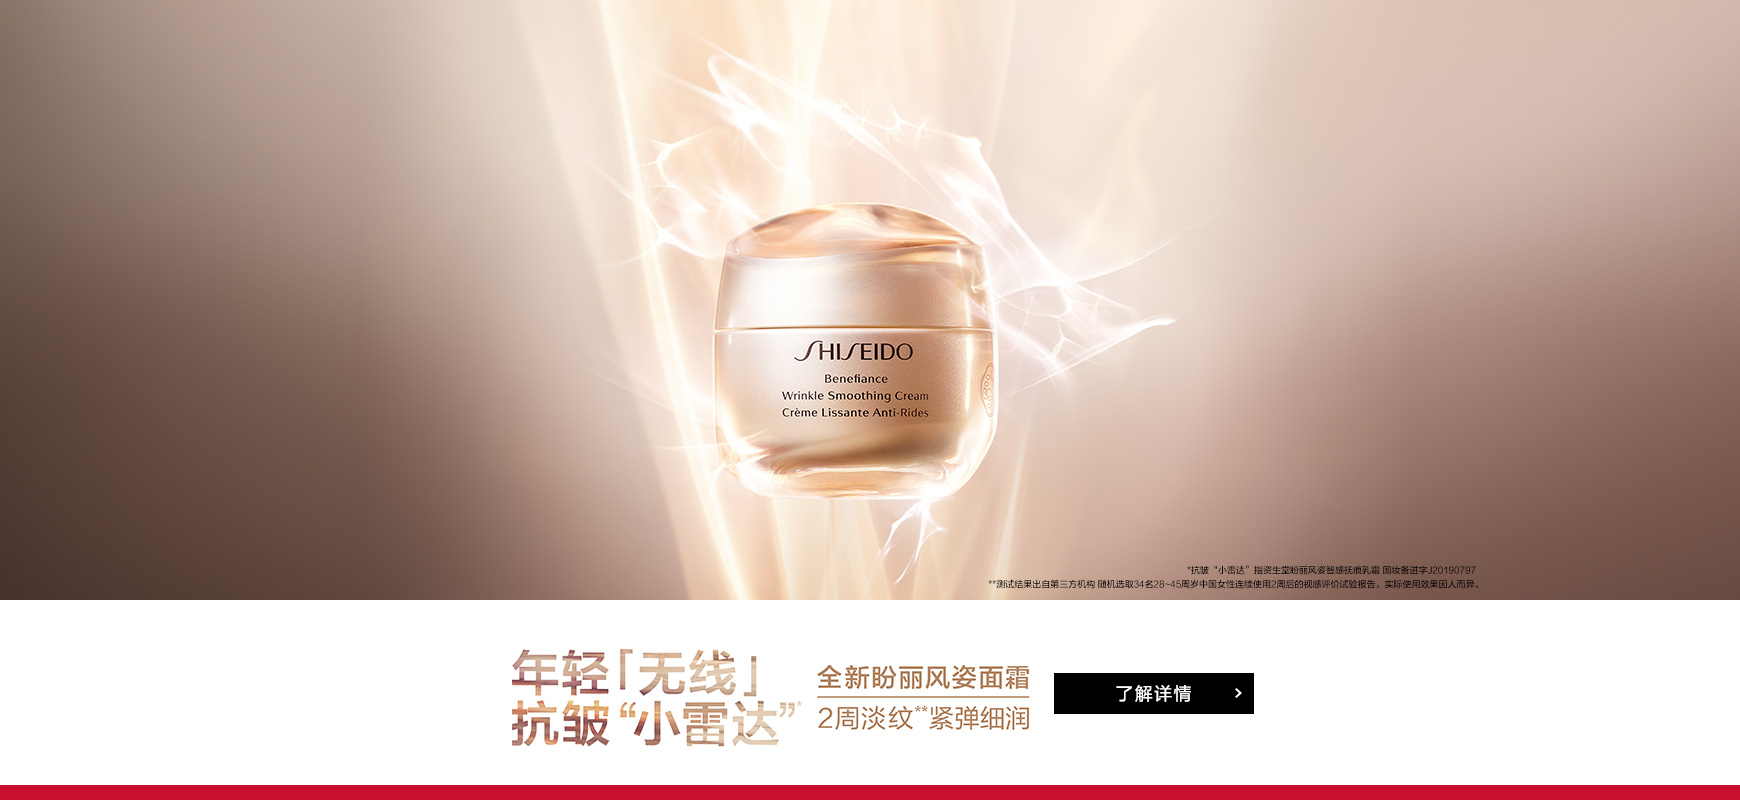 SHISEIDO
Benefiance
Wrinkle Smoothing Cream
Crème Lissante Anti-Rides
*抗皱“小雷达”指资生堂盼丽风姿智感抚痕乳霜 国妆备进字J20190797
**测试结果出自第三方机构 随机选取34名28~45周岁中国女性连续使用2周后的视感评价试验报告。实际使用效果因人而异。
年轻「无线」
抗皱“小雷达”*
全新盼丽风姿面霜
2周淡纹**紧弹细润
了解详情